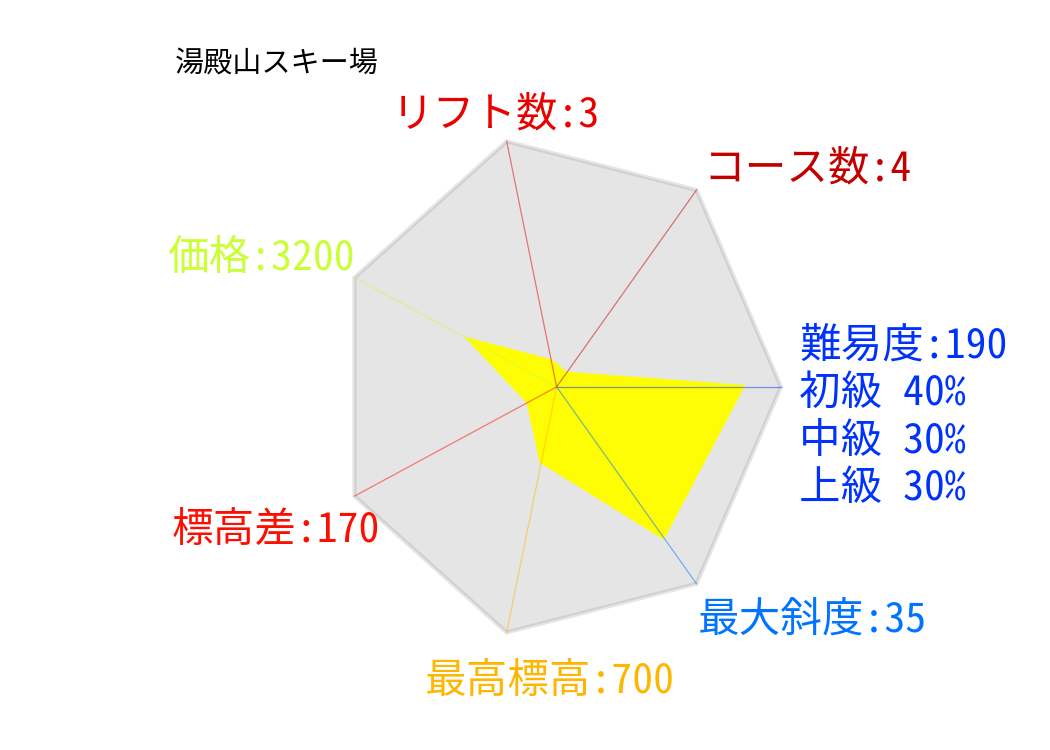 湯殿山スキー場
リフト数:3
コース数:4
価格:3200
難易度:190
初級 40%
中級 30%
上級 30%
標高差:170
最大斜度:35
最高標高:700